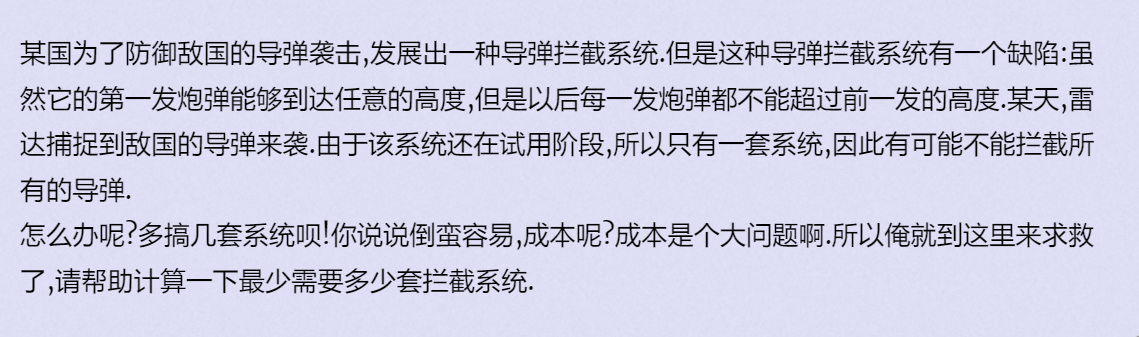 某国为了防御敌国的导弹袭击,发展出一种导弹拦截系统.但是这种导弹拦截系统有一个缺陷:虽
然它的第一发炮弹能够到达任意的高度,但是以后每一发炮弹都不能超过前一发的高度.某天,雷
达捕捉到敌国的导弹来袭.由于该系统还在试用阶段,所以只有一套系统,因此有可能不能拦截所
有的导弹.
怎么办呢?多搞几套系统呗!你说说倒蛮容易,成本呢?成本是个大问题啊.所以俺就到这里来求救
了,请帮助计算一下最少需要多少套拦截系统.